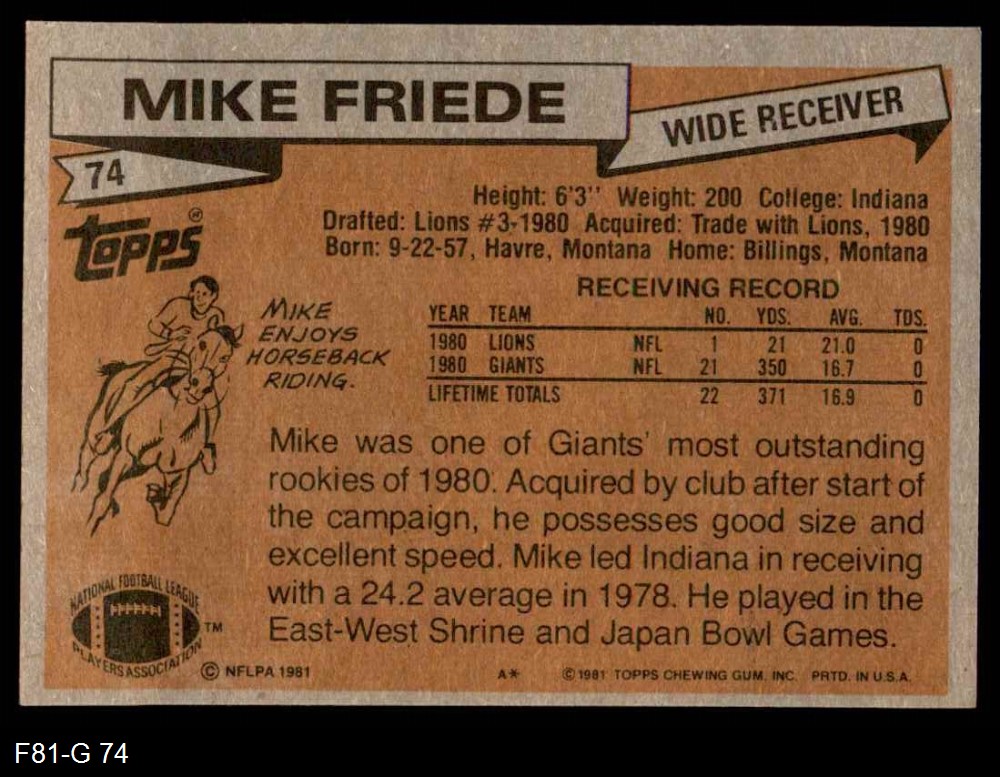 MIKE FRIEDE
WIDE RECEIVER
74
TOPPS®
Height: 6'3'' Weight: 200 College: Indiana
Drafted: Lions #3-1980 Acquired: Trade with Lions, 1980
Born: 9-22-57, Havre, Montana Home: Billings, Montana
MIKE
ENJOYS
HORSEBACK
RIDING.
RECEIVING RECORD
YEAR TEAM NO. YDS. AVG. TDS.
1980 LIONS NFL 1 21 21.0 0
1980 GIANTS NFL 21 350 16.7 0
LIFETIME TOTALS 22 371 16.9 0
Mike was one of Giants' most outstanding
rookies of 1980. Acquired by club after start of
the campaign, he possesses good size and
excellent speed. Mike led Indiana in receiving
with a 24.2 average in 1978. He played in the
East-West Shrine and Japan Bowl Games.
NATIONAL FOOTBALL LEAGUE
PLAYERS ASSOCIATION
TM
© NFLPA 1981
A*
©1981 TOPPS CHEWING GUM, INC. PRTD. IN U.S.A.
F81-G 74